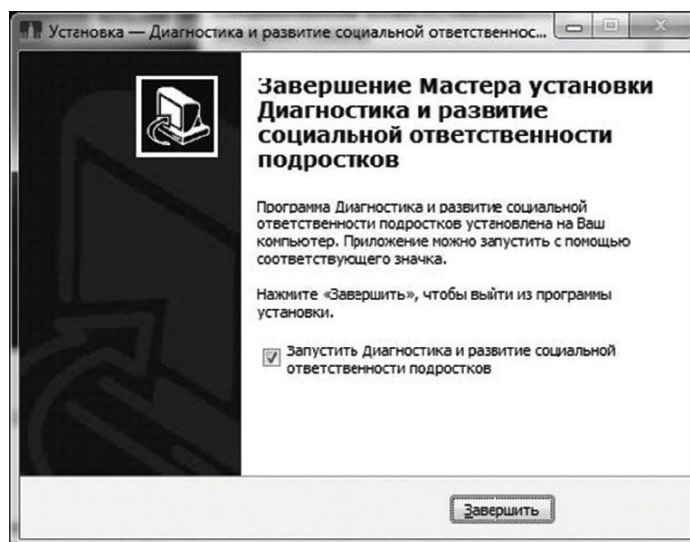 Установка — Диагностика и развитие социальной ответственнос...
Завершение Мастера установки
Диагностика и развитие
социальной ответственности
подростков
Программа Диагностика и развитие социальной
ответственности подростков установлена на Ваш
компьютер. Приложение можно запустить с помощью
соответствующего значка.
Нажмите «Завершить», чтобы выйти из программы
установки.
Запустить Диагностика и развитие социальной
ответственности подростков
Завершить